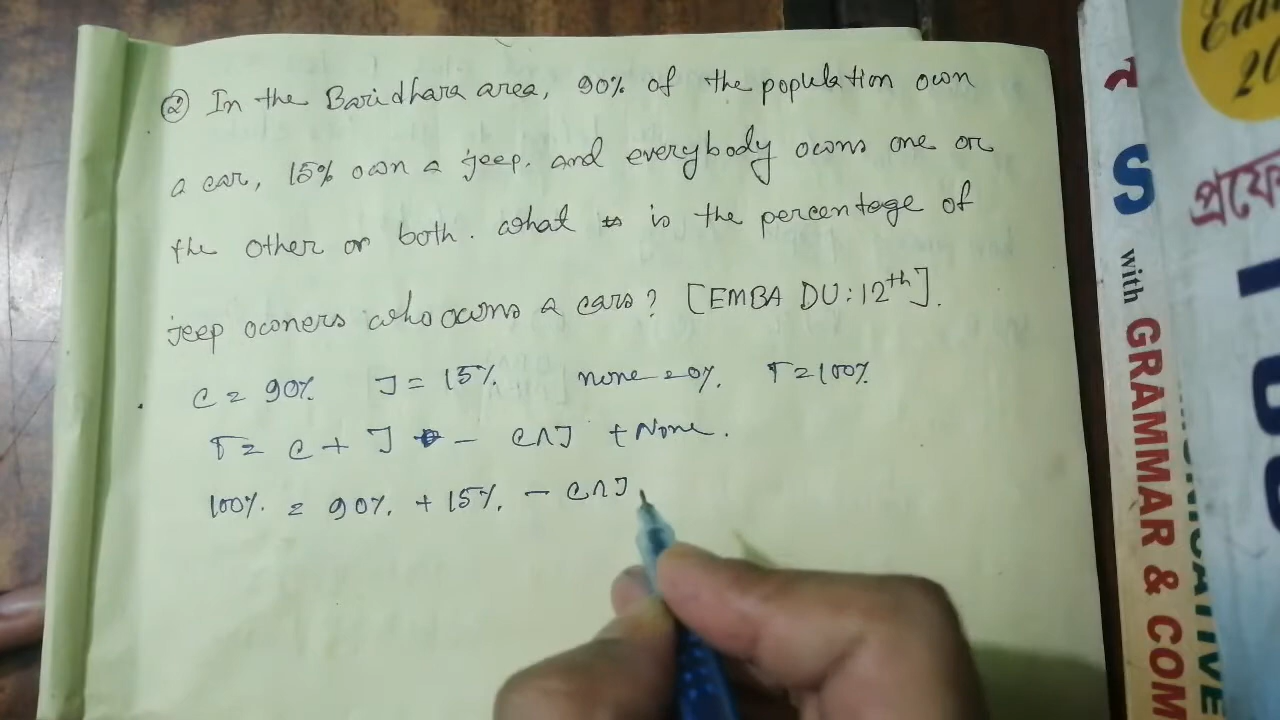 ② In the Baridhara area, 90% of the population own
a car, 15% own a jeep. and everybody owns one or
the other or both. what is the percentage of
jeep owners who owns a cars? [EMBA DU:12th].
C = 90% J = 15% none = 0% T = 100%
T = C + J - C∩J + None.
100% = 90% + 15% - C∩J
S
with GRAMMAR & COM